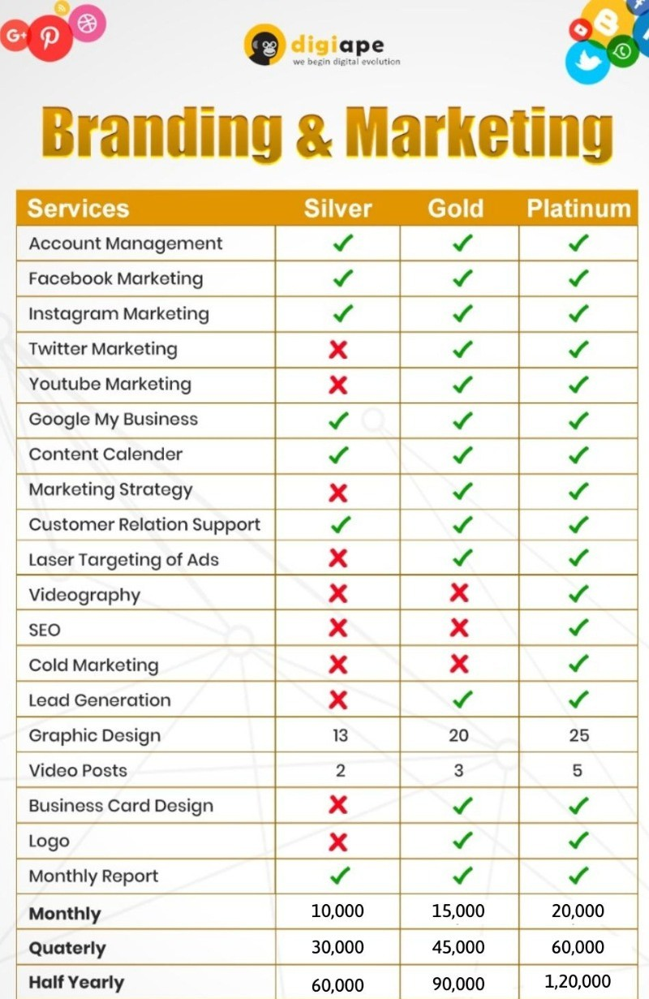 G+
digiape
we begin digital evolution
Branding & Marketing
Services Silver Gold Platinum
Account Management
Facebook Marketing
Instagram Marketing
Twitter Marketing
Youtube Marketing
Google My Business
Content Calender
Marketing Strategy
Customer Relation Support
Laser Targeting of Ads
Videography
SEO
Cold Marketing
Lead Generation
Graphic Design 13 20 25
Video Posts 2 3 5
Business Card Design
Logo
Monthly Report
Monthly 10,000 15,000 20,000
Quaterly 30,000 45,000 60,000
Half Yearly 60,000 90,000 1,20,000